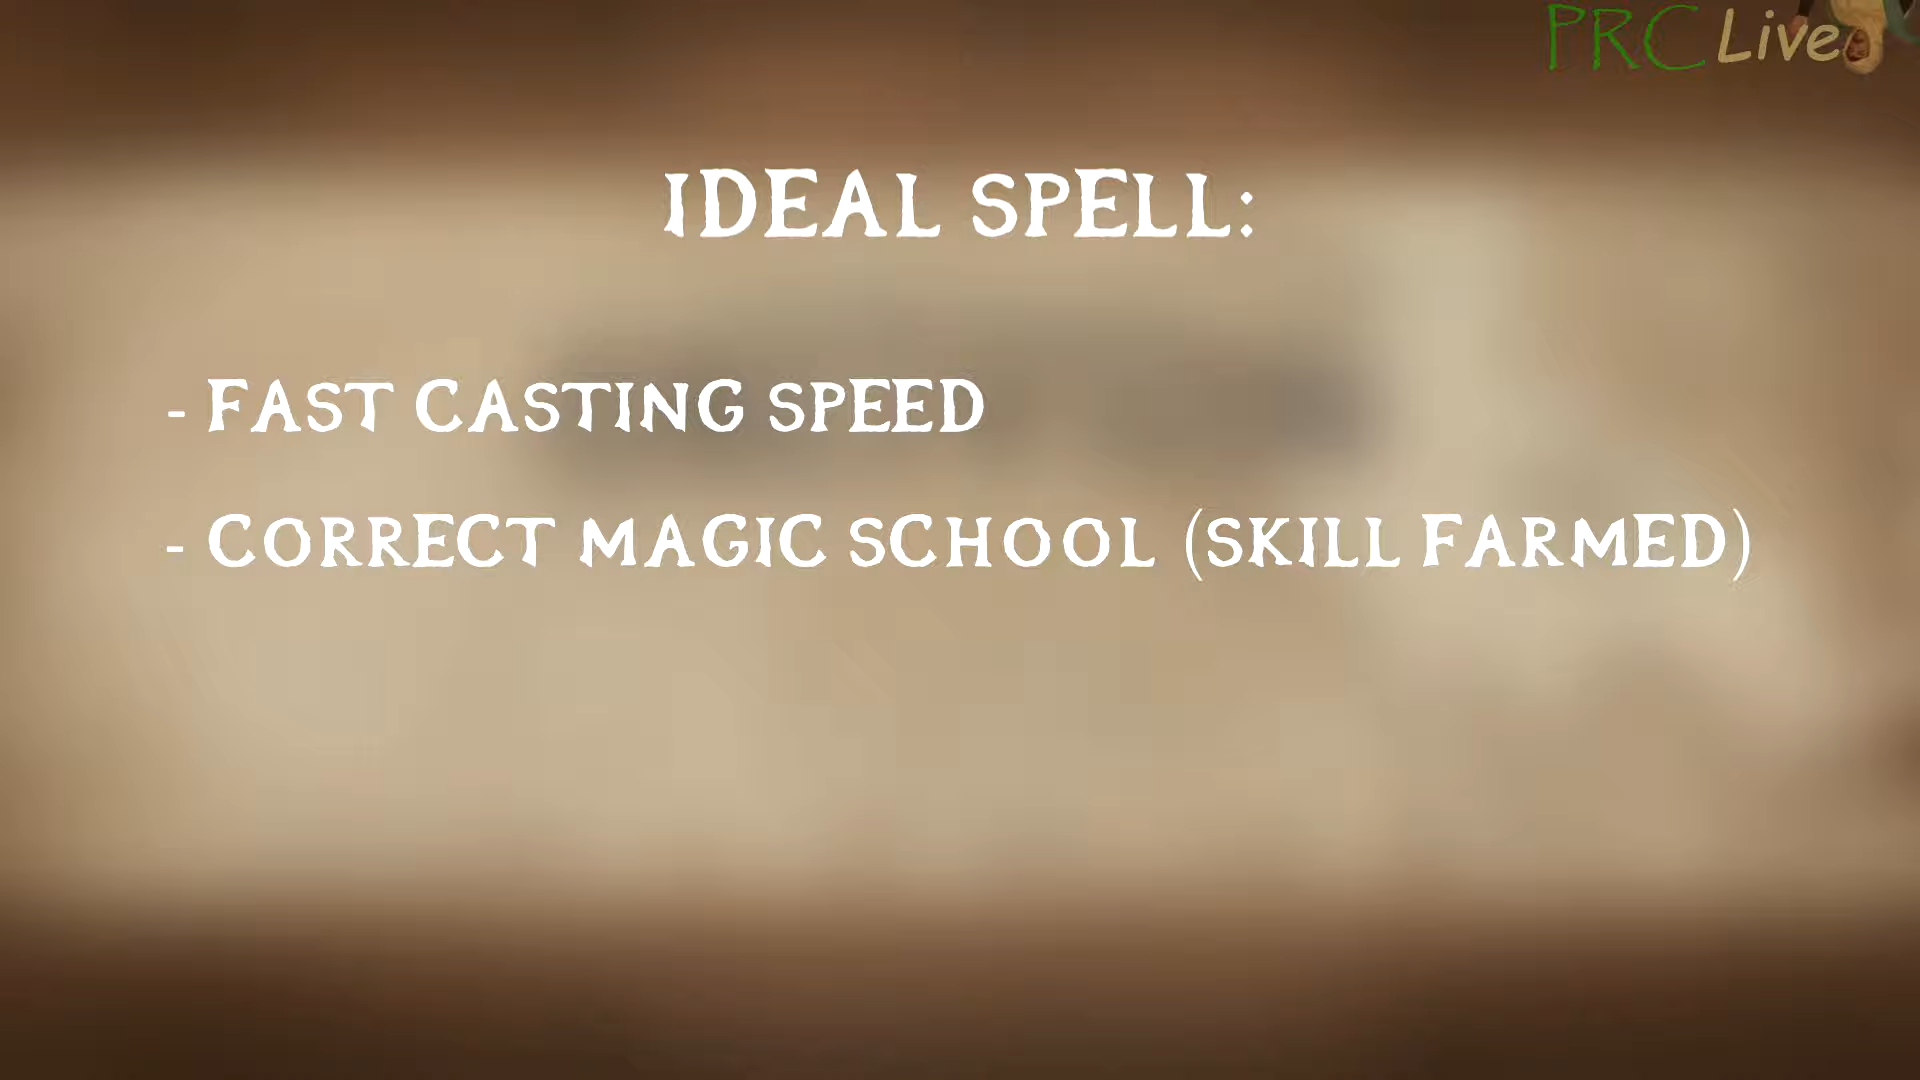 PRC Live
IDEAL SPELL:
- FAST CASTING SPEED
- CORRECT MAGIC SCHOOL (SKILL FARMED)